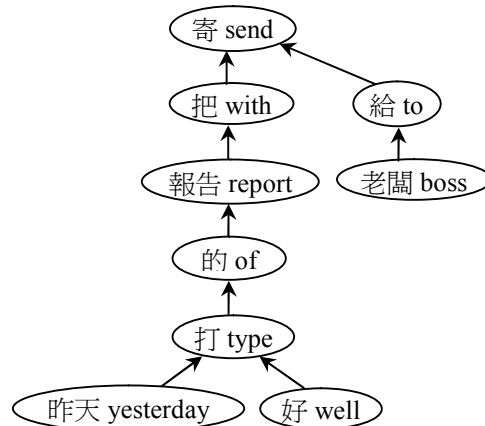 寄 send
把 with
給 to
報告 report
老闆 boss
的 of
打 type
昨天 yesterday
好 well